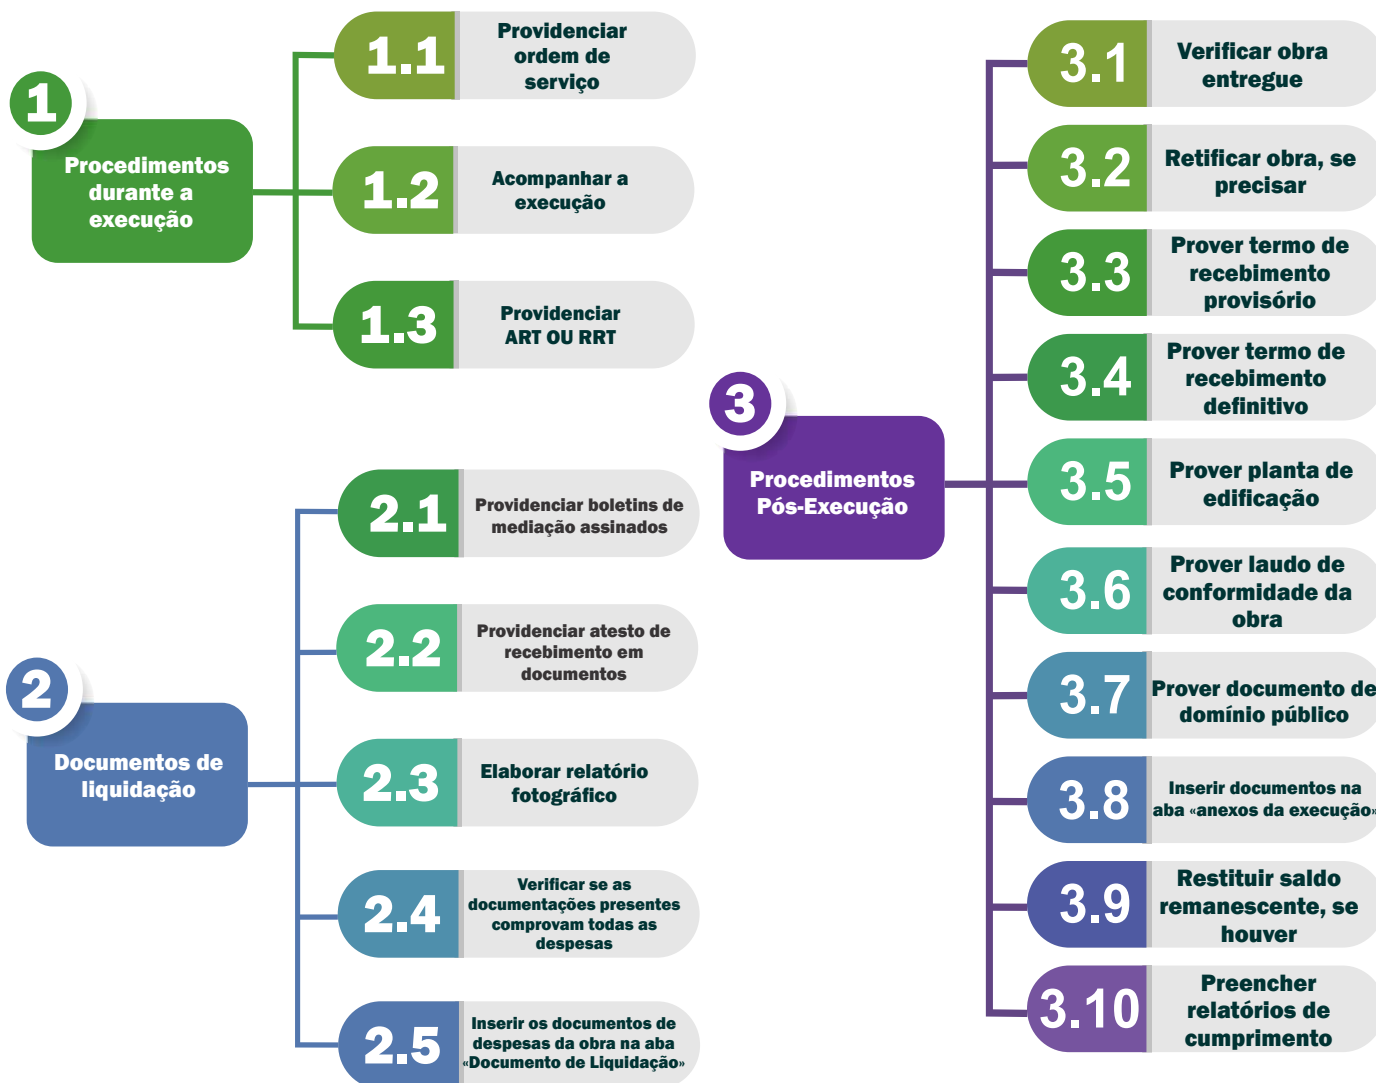 1
Procedimentos
durante a
execução
1.1
Providenciar
ordem de
serviço
1.2
Acompanhar a
execução
1.3
Providenciar
ART OU RRT
2
Documentos de
liquidação
2.1
Providenciar boletins de
mediação assinados
2.2
Providenciar atesto de
recebimento em
documentos
2.3
Elaborar relatório
fotográfico
2.4
Verificar se as
documentações presentes
comprovam todas as
despesas
2.5
Inserir os documentos de
despesas da obra na aba
«Documento de Liquidação»
3
Procedimentos
Pós-Execução
3.1
Verificar obra
entregue
3.2
Retificar obra, se
precisar
3.3
Prover termo de
recebimento
provisório
3.4
Prover termo de
recebimento
definitivo
3.5
Prover planta de
edificação
3.6
Prover laudo de
conformidade da
obra
3.7
Prover documento de
domínio público
3.8
Inserir documentos na
aba «anexos da execução»
3.9
Restituir saldo
remanescente, se
houver
3.10
Preencher
relatórios de
cumprimento